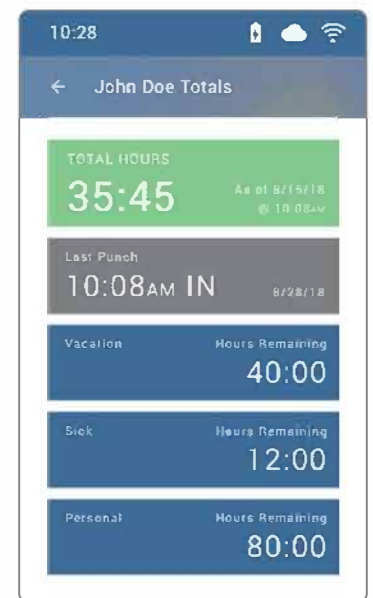 10:28
John Doe Totals
TOTAL HOURS
35:45
As of 8/15/18
@ 10:08AM
Last Punch
10:08AM IN
8/28/18
Vacation Hours Remaining
40:00
Sick Hours Remaining
12:00
Personal Hours Remaining
80:00